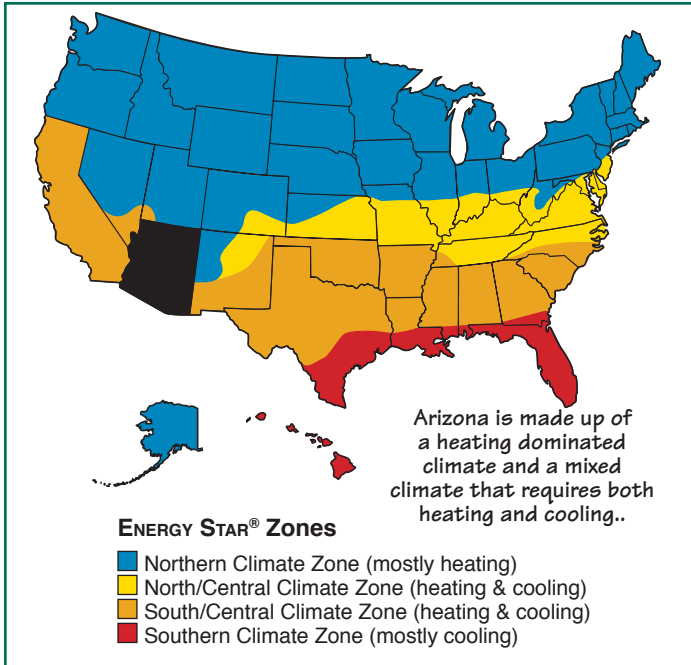 Arizona is made up of
a heating dominated
climate and a mixed
climate that requires both
heating and cooling..
ENERGY STAR® Zones
Northern Climate Zone (mostly heating)
North/Central Climate Zone (heating & cooling)
South/Central Climate Zone (heating & cooling)
Southern Climate Zone (mostly cooling)